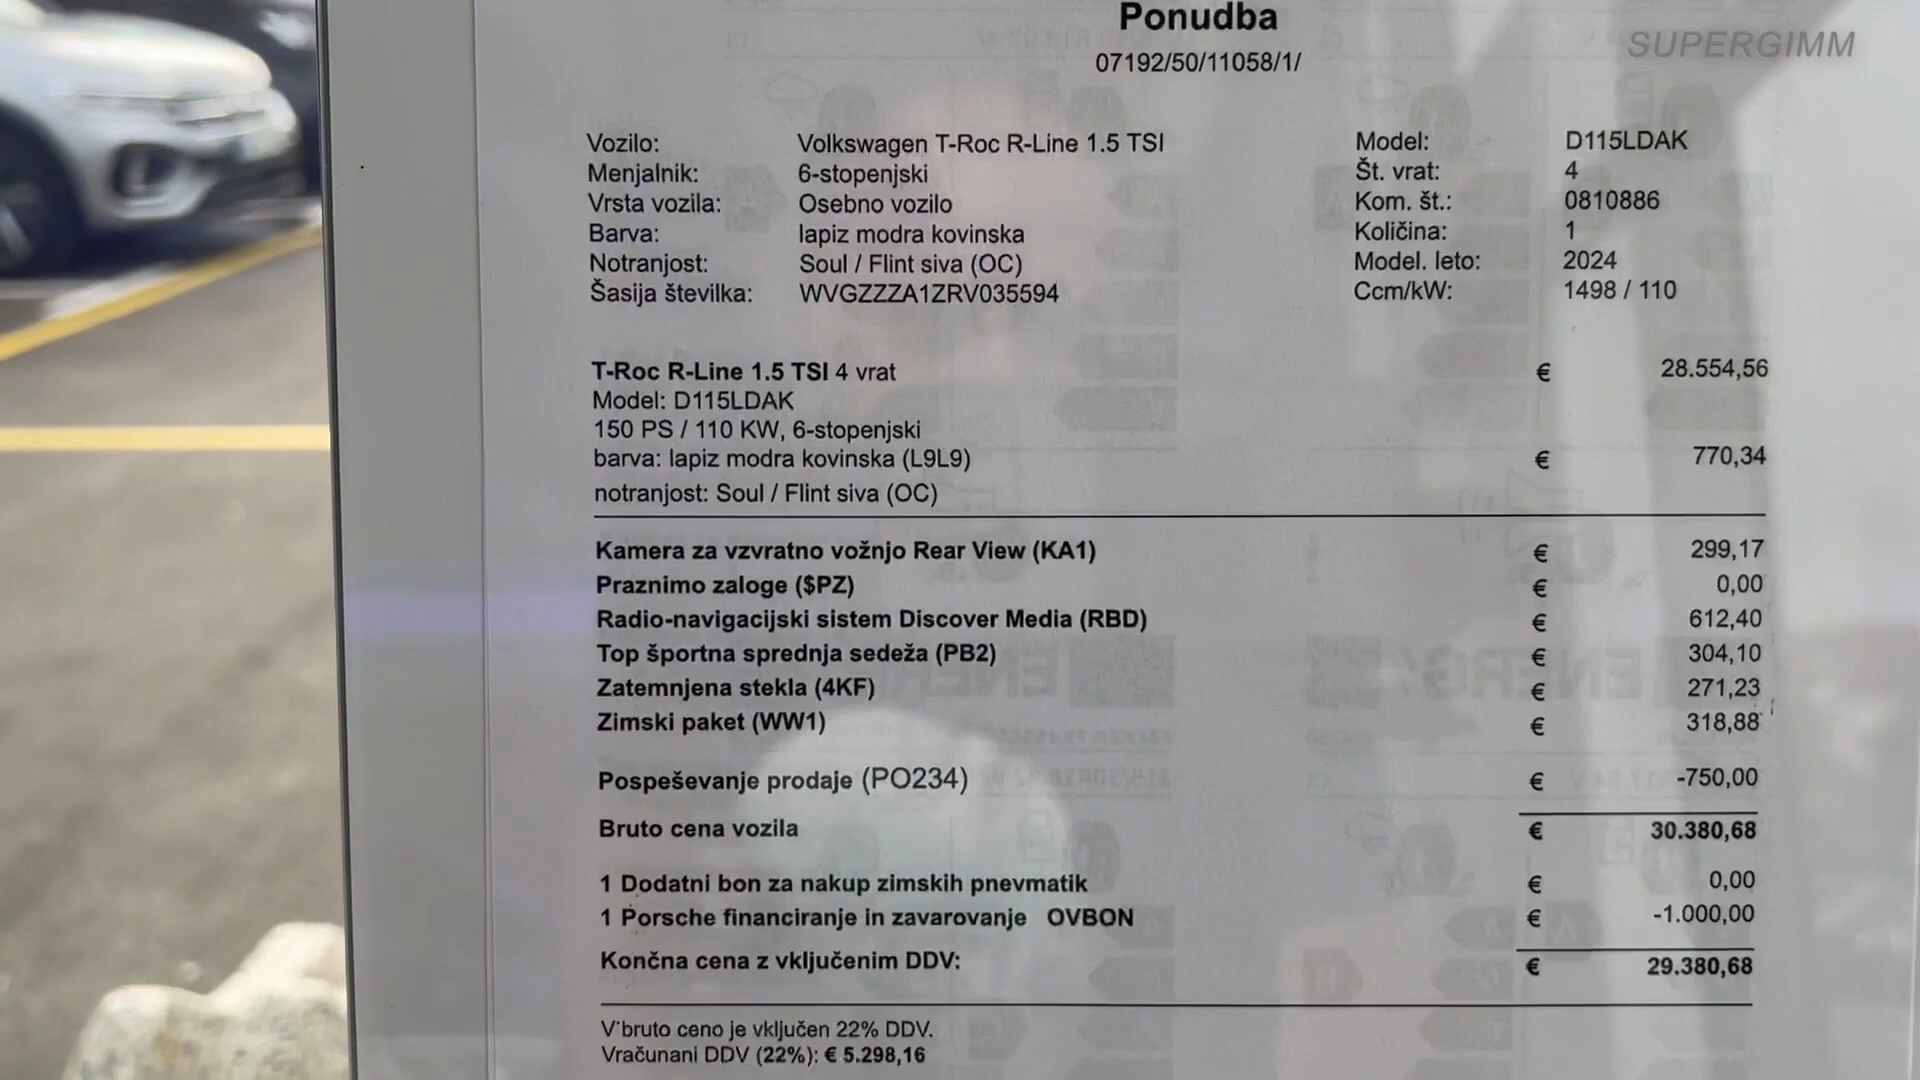 Ponudba
SUPERGIMM
07192/50/11058/1/
Vozilo: Volkswagen T-Roc R-Line 1.5 TSI Model: D115LDAK
Menjalnik: 6-stopenjski Št. vrat: 4
Vrsta vozila: Osebno vozilo Kom. št.: 0810886
Barva: lapiz modra kovinska Količina: 1
Notranjost: Soul / Flint siva (OC) Model. leto: 2024
Šasija številka: WVGZZZA1ZRV035594 Ccm/kW: 1498 / 110
T-Roc R-Line 1.5 TSI 4 vrat € 28.554,56
Model: D115LDAK
150 PS / 110 KW, 6-stopenjski
barva: lapiz modra kovinska (L9L9) € 770,34
notranjost: Soul / Flint siva (OC)
Kamera za vzvratno vožnjo Rear View (KA1) € 299,17
Praznimo zaloge ($PZ) € 0,00
Radio-navigacijski sistem Discover Media (RBD) € 612,40
Top športna sprednja sedeža (PB2) € 304,10
Zatemnjena stekla (4KF) € 271,23
Zimski paket (WW1) € 318,88
Pospeševanje prodaje (PO234) € -750,00
Bruto cena vozila € 30.380,68
1 Dodatni bon za nakup zimskih pnevmatik € 0,00
1 Porsche financiranje in zavarovanje OVBON € -1.000,00
Končna cena z vključenim DDV: € 29.380,68
V bruto ceno je vključen 22% DDV.
Vračunani DDV (22%): € 5.298,16